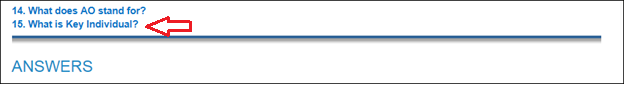 14. What does AO stand for?
15. What is Key Individual?
ANSWERS